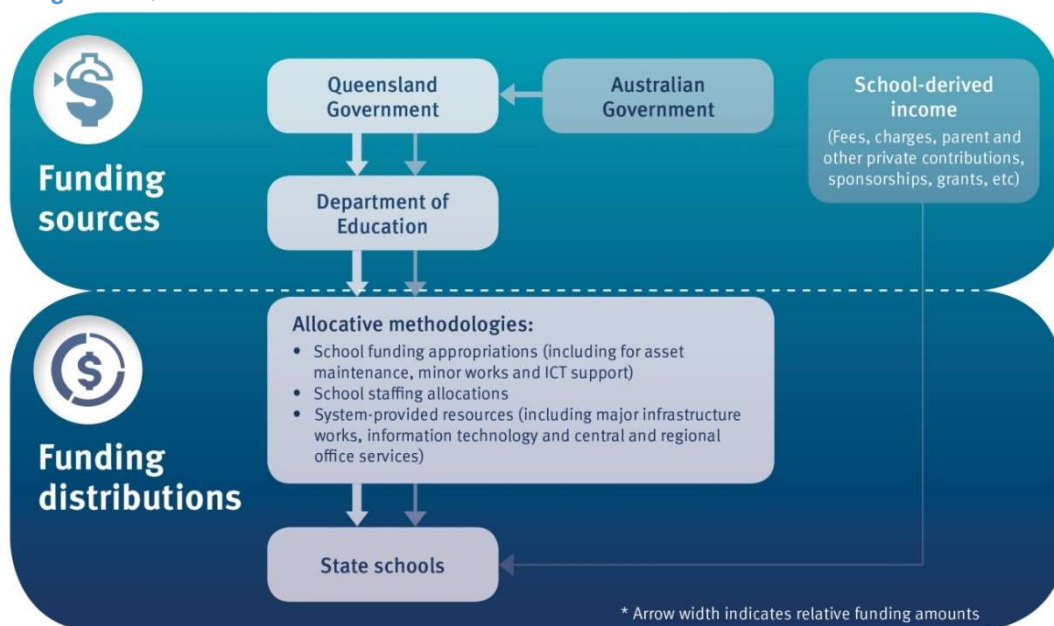 Funding
sources
Queensland
Government
Australian
Government
School-derived
income
(Fees, charges, parent and
other private contributions,
sponsorships, grants, etc)
Department of
Education
Funding
distributions
Allocative methodologies:
• School funding appropriations (including for asset
maintenance, minor works and ICT support)
• School staffing allocations
• System-provided resources (including major infrastructure
works, information technology and central and regional
office services)
State schools
* Arrow width indicates relative funding amounts